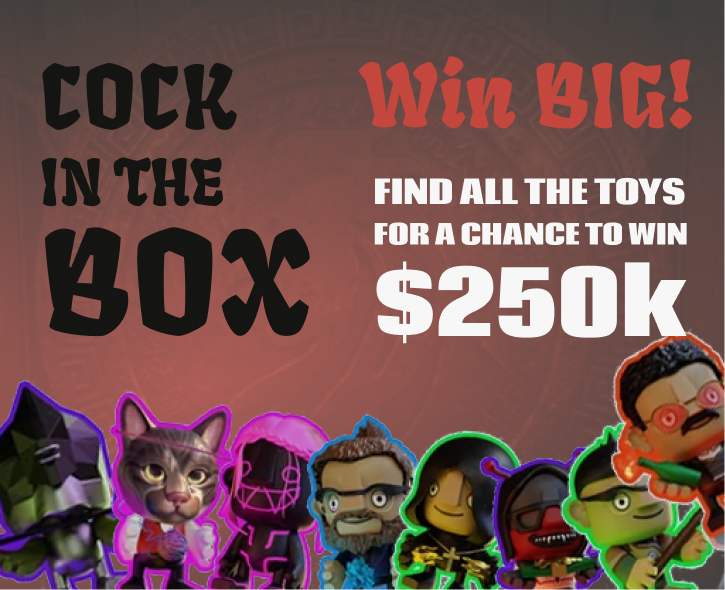 COCK
IN THE
BOX
Win BIG!
FIND ALL THE TOYS
FOR A CHANCE TO WIN
$250k